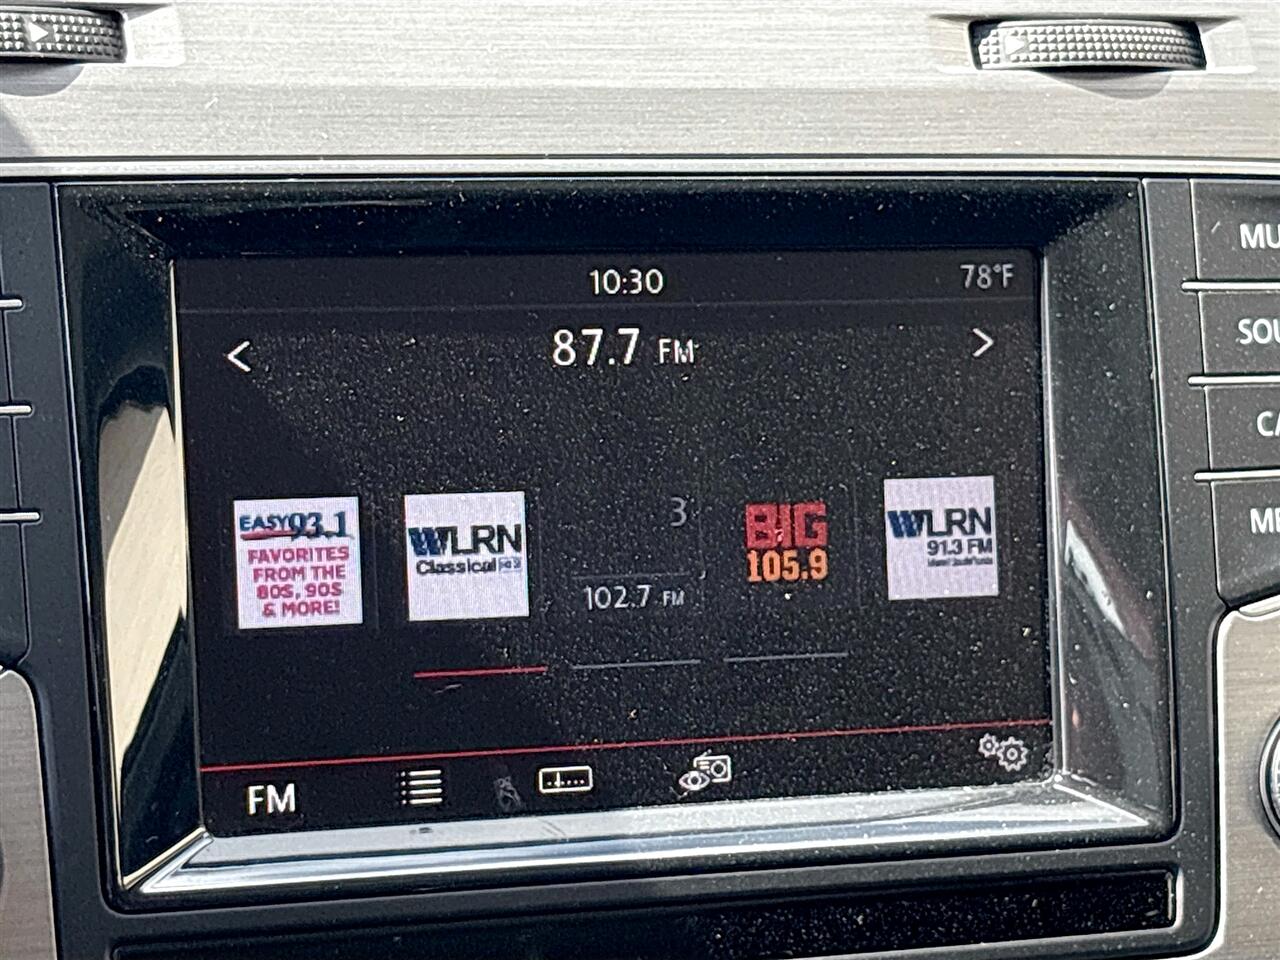 10:30
78°F
87.7 FM
EASY 93.1
FAVORITES
FROM THE
80S, 90S
& MORE!
WLRN
Classical
3
102.7 FM
BIG
105.9
WLRN
91.3 FM
FM
MU
SOU
CA